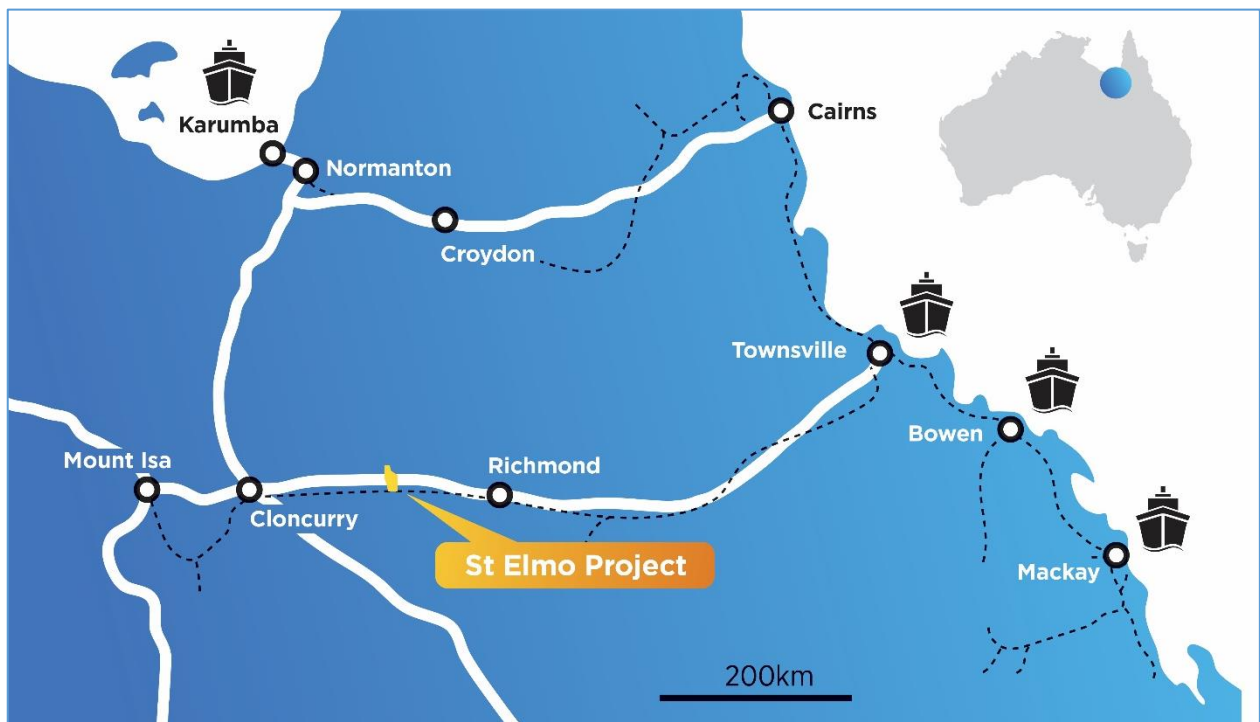 Karumba
Cairns
Normanton
Croydon
Townsville
Bowen
Mount Isa
Richmond
Cloncurry
St Elmo Project
Mackay
200km